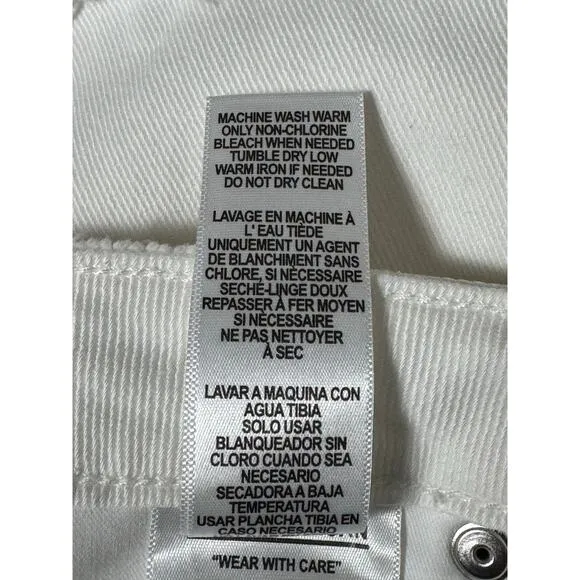 MACHINE WASH WARM
ONLY NON-CHLORINE
BLEACH WHEN NEEDED
TUMBLE DRY LOW
WARM IRON IF NEEDED
DO NOT DRY CLEAN
LAVAGE EN MACHINE À
L' EAU TIÈDE
UNIQUEMENT UN AGENT
DE BLANCHIMENT SANS
CHLORE, SI NÉCESSAIRE
SECHÉ-LINGE DOUX
REPASSER À FER MOYEN
SI NÉCESSAIRE
NE PAS NETTOYER
À SEC
LAVAR A MAQUINA CON
AGUA TIBIA
SOLO USAR
BLANQUEADOR SIN
CLORO CUANDO SEA
NECESARIO
SECADORA A BAJA
TEMPERATURA
USAR PLANCHA TIBIA EN
CASO NECESARIO
"WEAR WITH CARE"